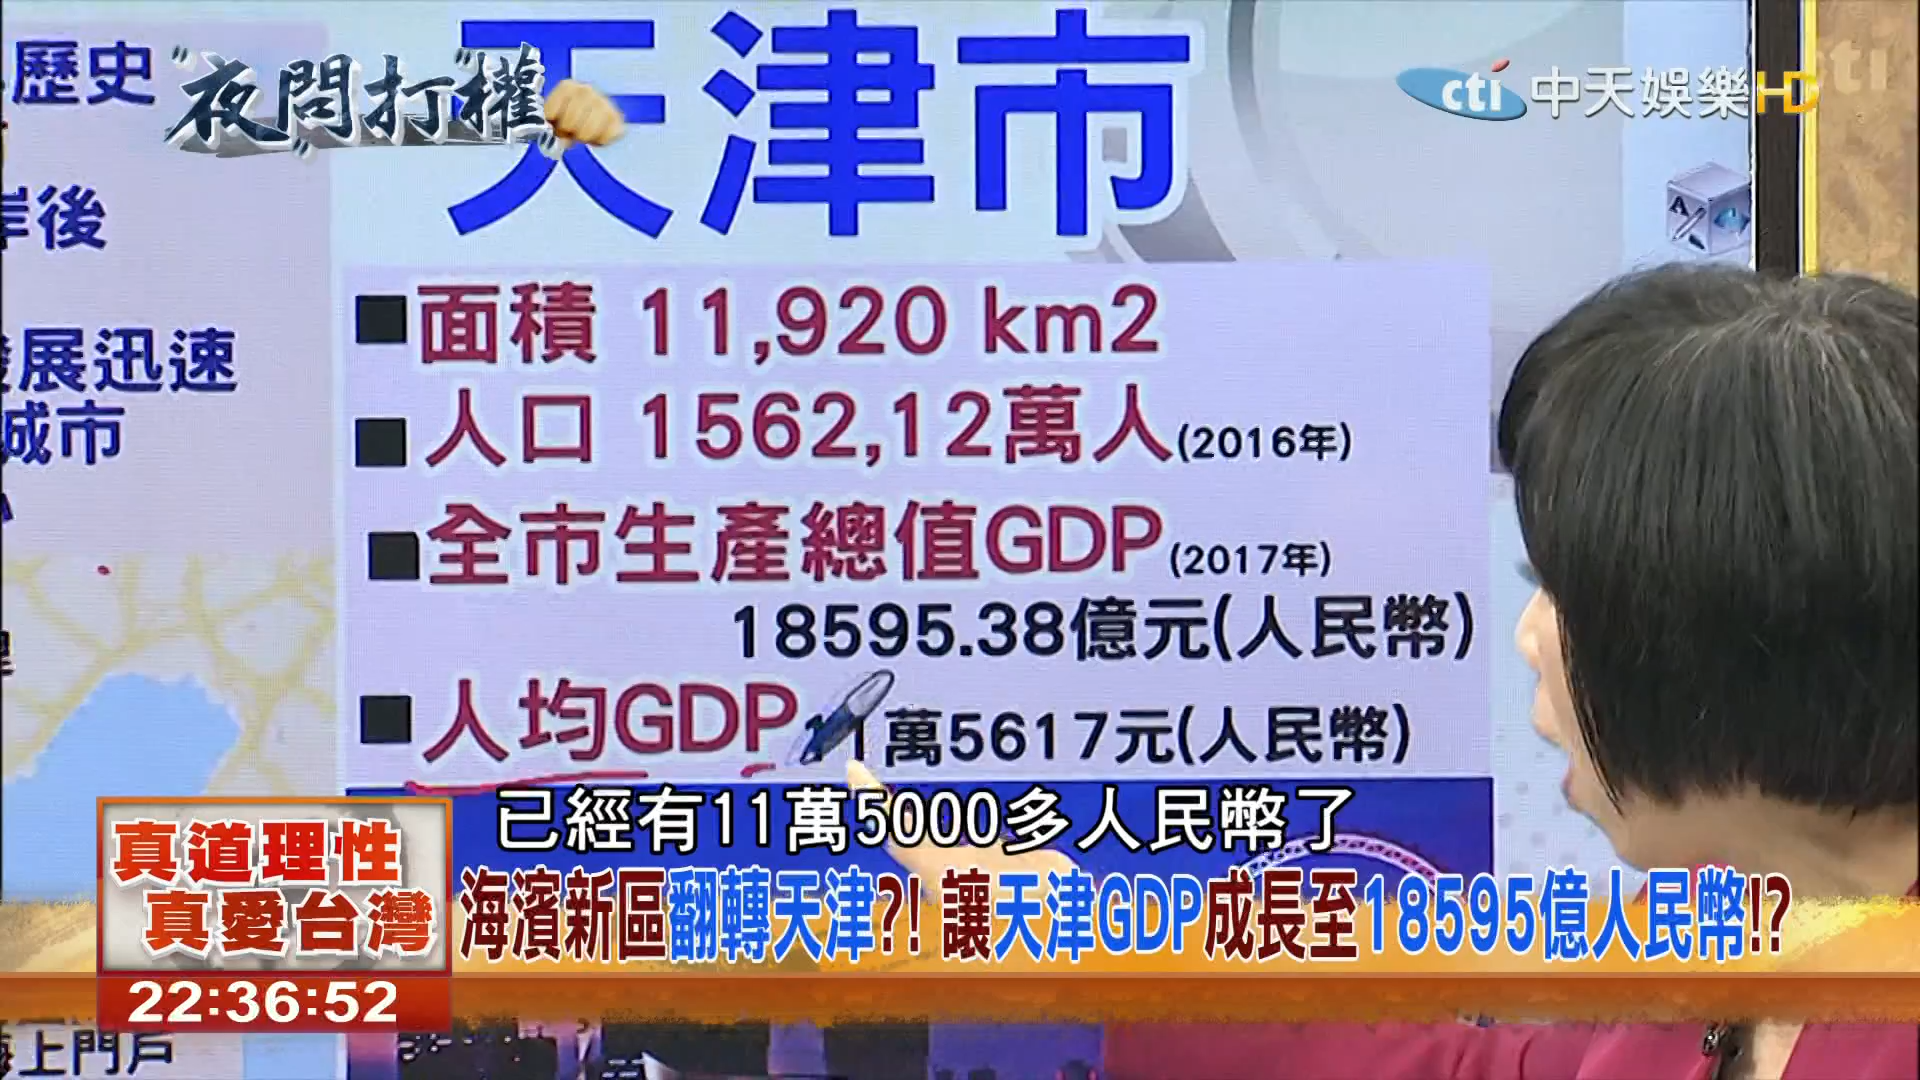 歷史
"夜問打權"
天津市
cti 中天娛樂HD
cti
後
展迅速
城市
A
■面積 11,920 km2
■人口 1562,12萬人(2016年)
■全市生產總值GDP(2017年)
18595.38億元(人民幣)
■人均GDP 11萬5617元(人民幣)
已經有11萬5000多人民幣了
真道理性
真愛台灣
海濱新區翻轉天津?! 讓天津GDP成長至18595億人民幣!?
22:36:52
上門戶